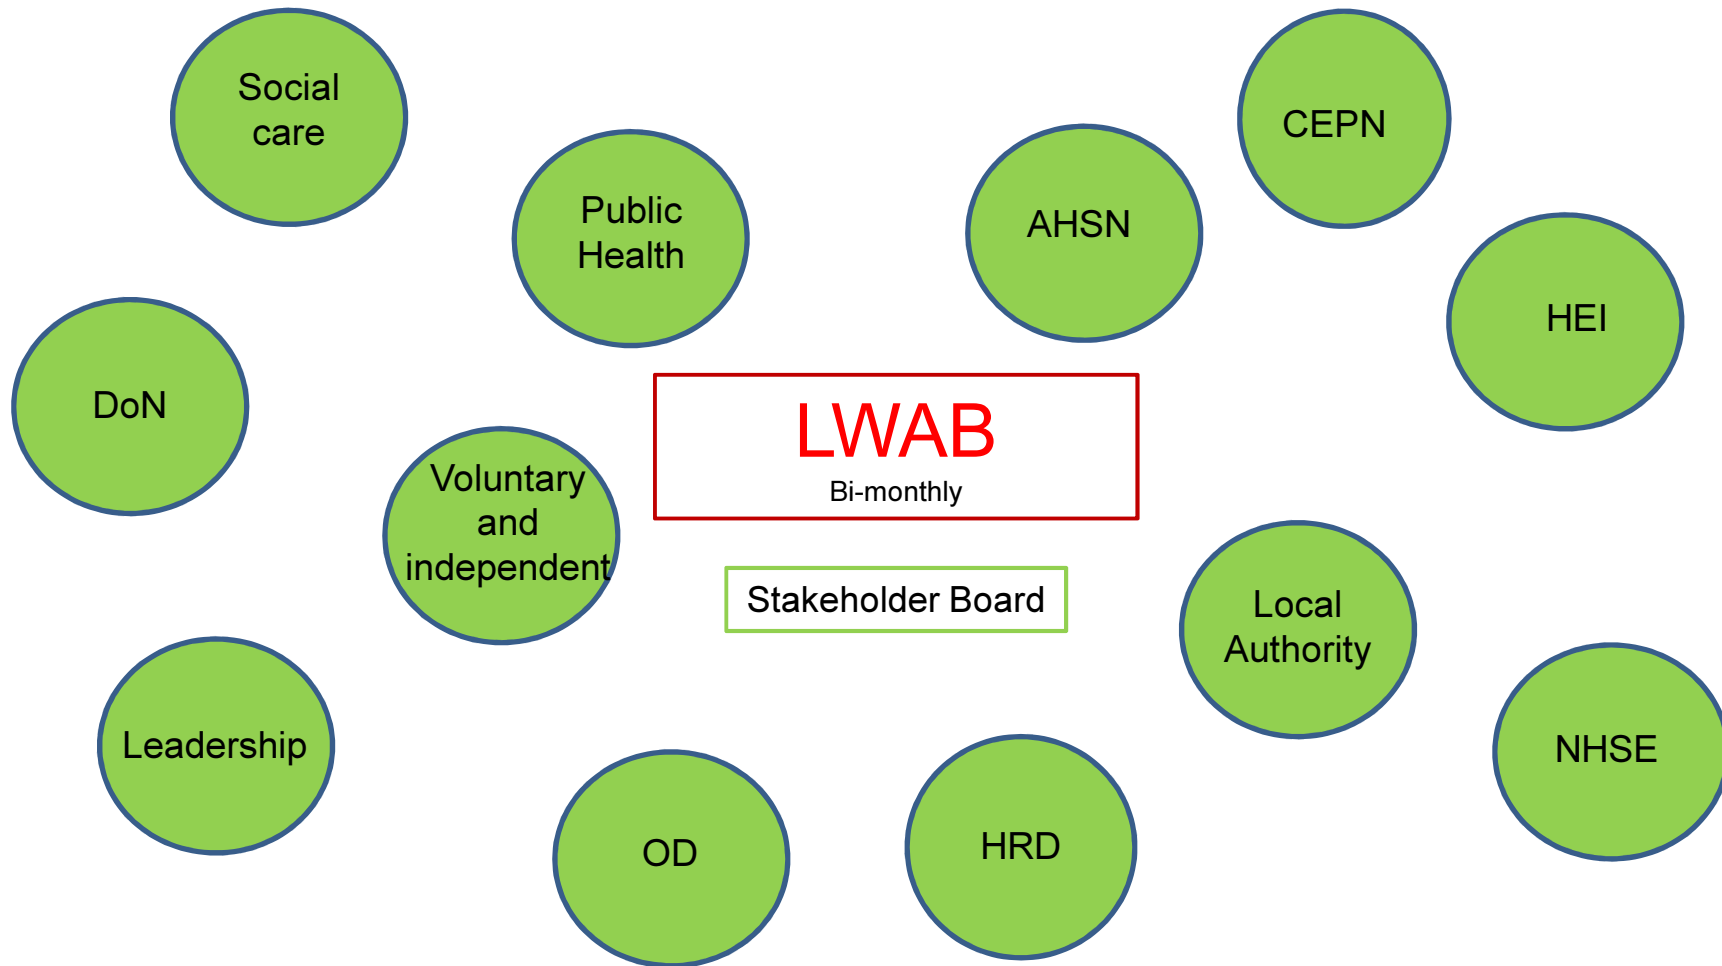 Social
care
CEPN
Public
Health
AHSN
HEI
DoN
LWAB
Bi-monthly
Voluntary
and
independent
Stakeholder Board
Local
Authority
Leadership
NHSE
OD
HRD